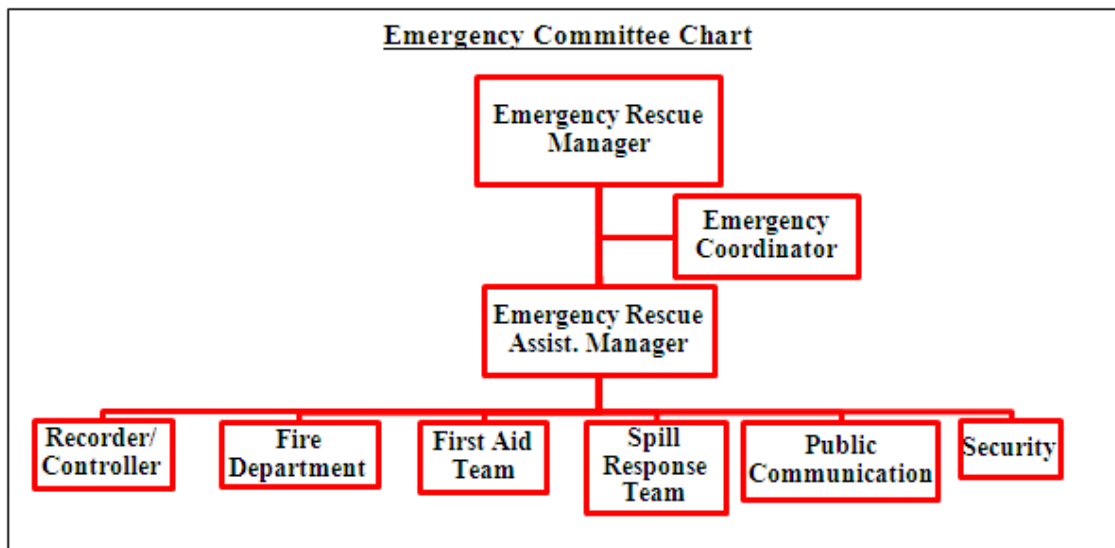 Emergency Committee Chart
Emergency Rescue
Manager
Emergency
Coordinator
Emergency Rescue
Assist. Manager
Recorder/
Controller
Fire
Department
First Aid
Team
Spill
Response
Team
Public
Communication
Security